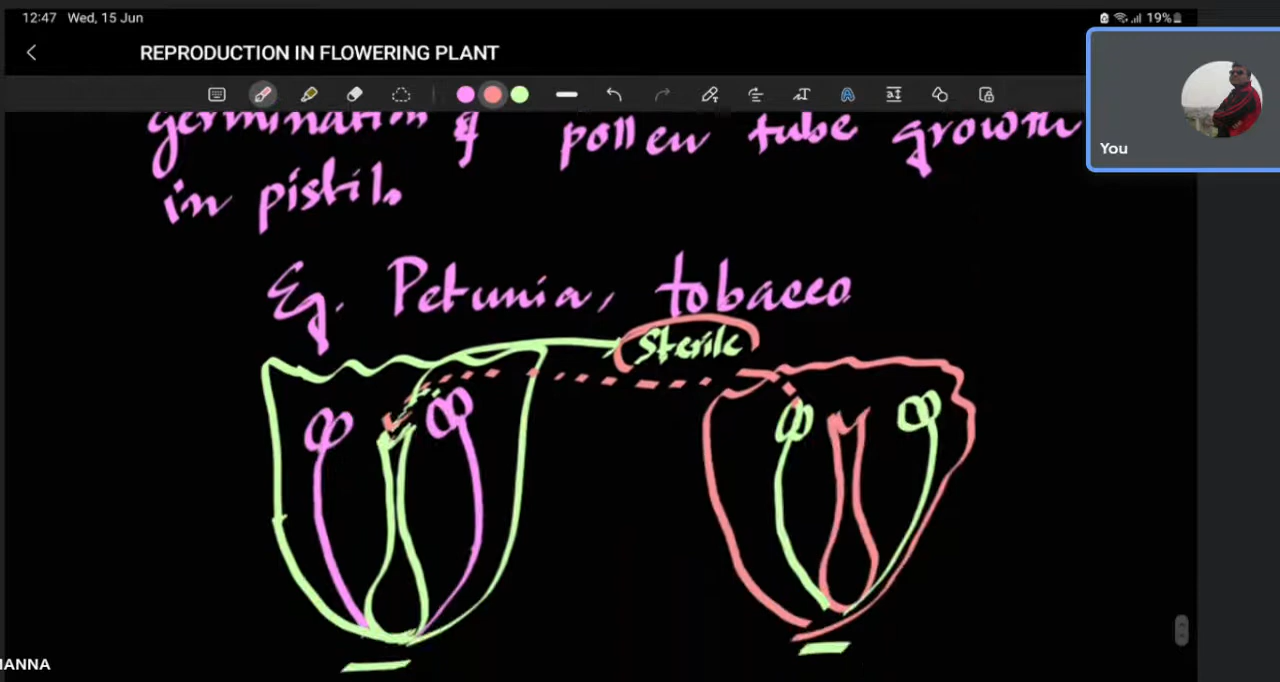 12:47 Wed, 15 Jun
19%
REPRODUCTION IN FLOWERING PLANT
You
germination & pollen tube growth
in pistil.
Eg. Petunia, tobacco
Sterile
IANNA